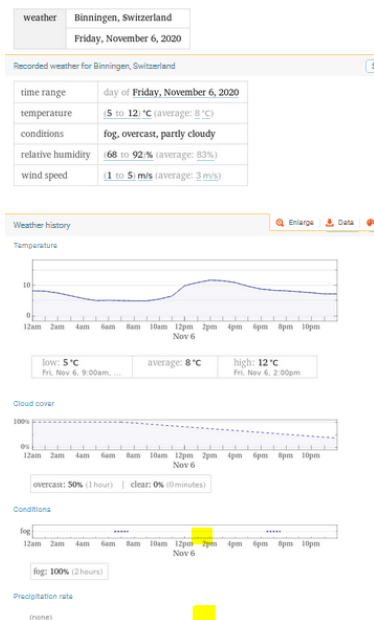 weather Binningen, Switzerland
Friday, November 6, 2020
Recorded weather for Binningen, Switzerland
time range day of Friday, November 6, 2020
temperature (5 to 12) °C (average: 8 °C)
conditions fog, overcast, partly cloudy
relative humidity (68 to 92)% (average: 83%)
wind speed (1 to 5) m/s (average: 3 m/s)
Weather history Enlarge Data
Temperature
10
0
12am 2am 4am 6am 8am 10am 12pm 2pm 4pm 6pm 8pm 10pm
Nov 6
low: 5 °C average: 8 °C high: 12 °C
Fri, Nov 6, 9:00am, ... Fri, Nov 6, 2:00pm
Cloud cover
100%
0%
12am 2am 4am 6am 8am 10am 12pm 2pm 4pm 6pm 8pm 10pm
Nov 6
overcast: 50% (1 hour) | clear: 0% (0 minutes)
Conditions
fog
12am 2am 4am 6am 8am 10am 12pm 2pm 4pm 6pm 8pm 10pm
Nov 6
fog: 100% (2 hours)
Precipitation rate
(none)